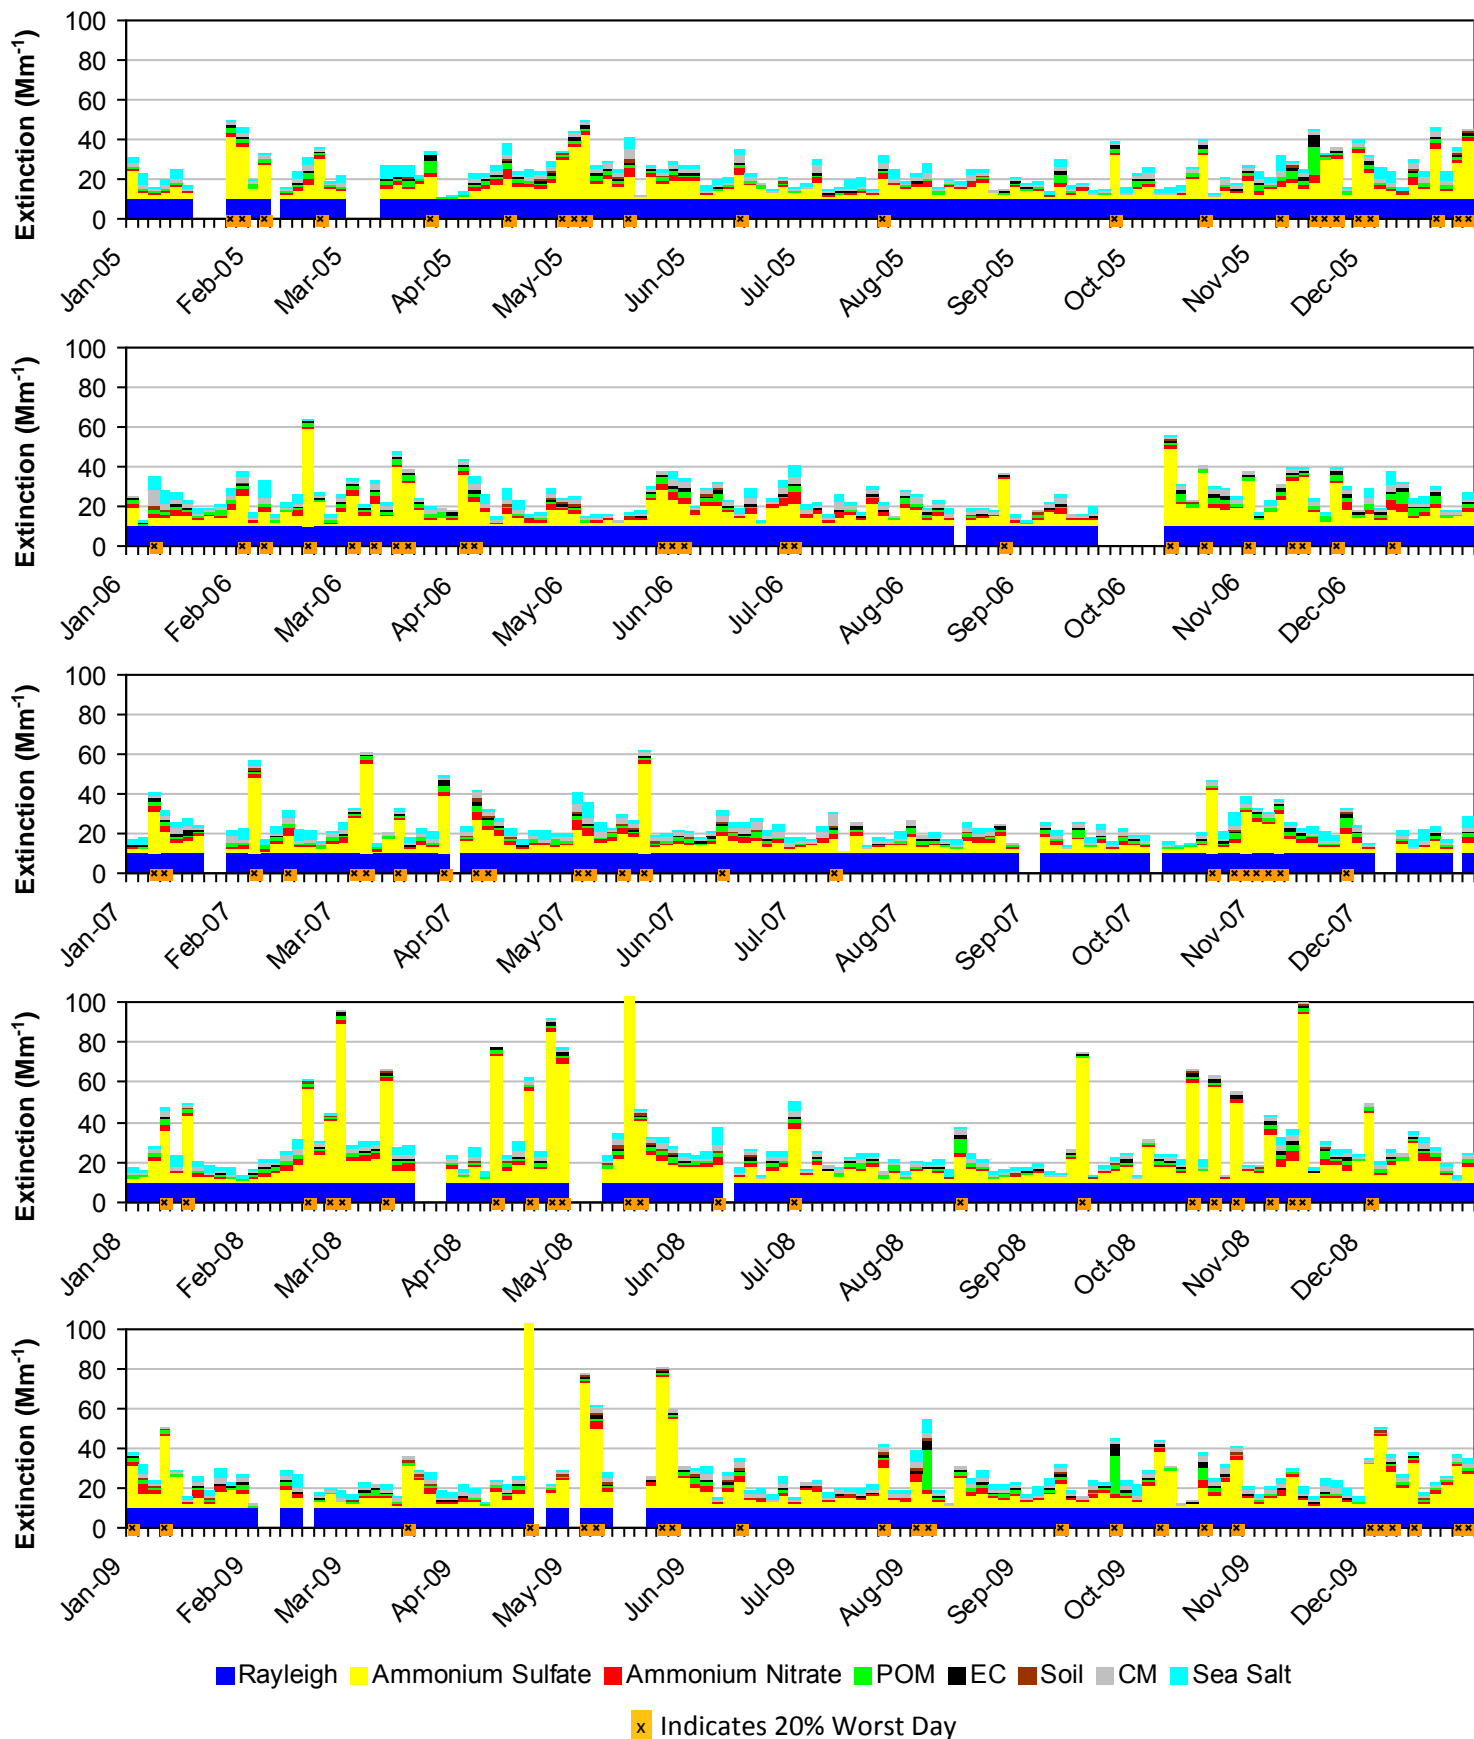 Extinction (Mm-1)
100
80
60
40
20
0
Jan-05 Feb-05 Mar-05 Apr-05 May-05 Jun-05 Jul-05 Aug-05 Sep-05 Oct-05 Nov-05 Dec-05
Extinction (Mm-1)
100
80
60
40
20
0
Jan-06 Feb-06 Mar-06 Apr-06 May-06 Jun-06 Jul-06 Aug-06 Sep-06 Oct-06 Nov-06 Dec-06
Extinction (Mm-1)
100
80
60
40
20
0
Jan-07 Feb-07 Mar-07 Apr-07 May-07 Jun-07 Jul-07 Aug-07 Sep-07 Oct-07 Nov-07 Dec-07
Extinction (Mm-1)
100
80
60
40
20
0
Jan-08 Feb-08 Mar-08 Apr-08 May-08 Jun-08 Jul-08 Aug-08 Sep-08 Oct-08 Nov-08 Dec-08
Extinction (Mm-1)
100
80
60
40
20
0
Jan-09 Feb-09 Mar-09 Apr-09 May-09 Jun-09 Jul-09 Aug-09 Sep-09 Oct-09 Nov-09 Dec-09
Rayleigh Ammonium Sulfate Ammonium Nitrate POM EC Soil CM Sea Salt
x Indicates 20% Worst Day